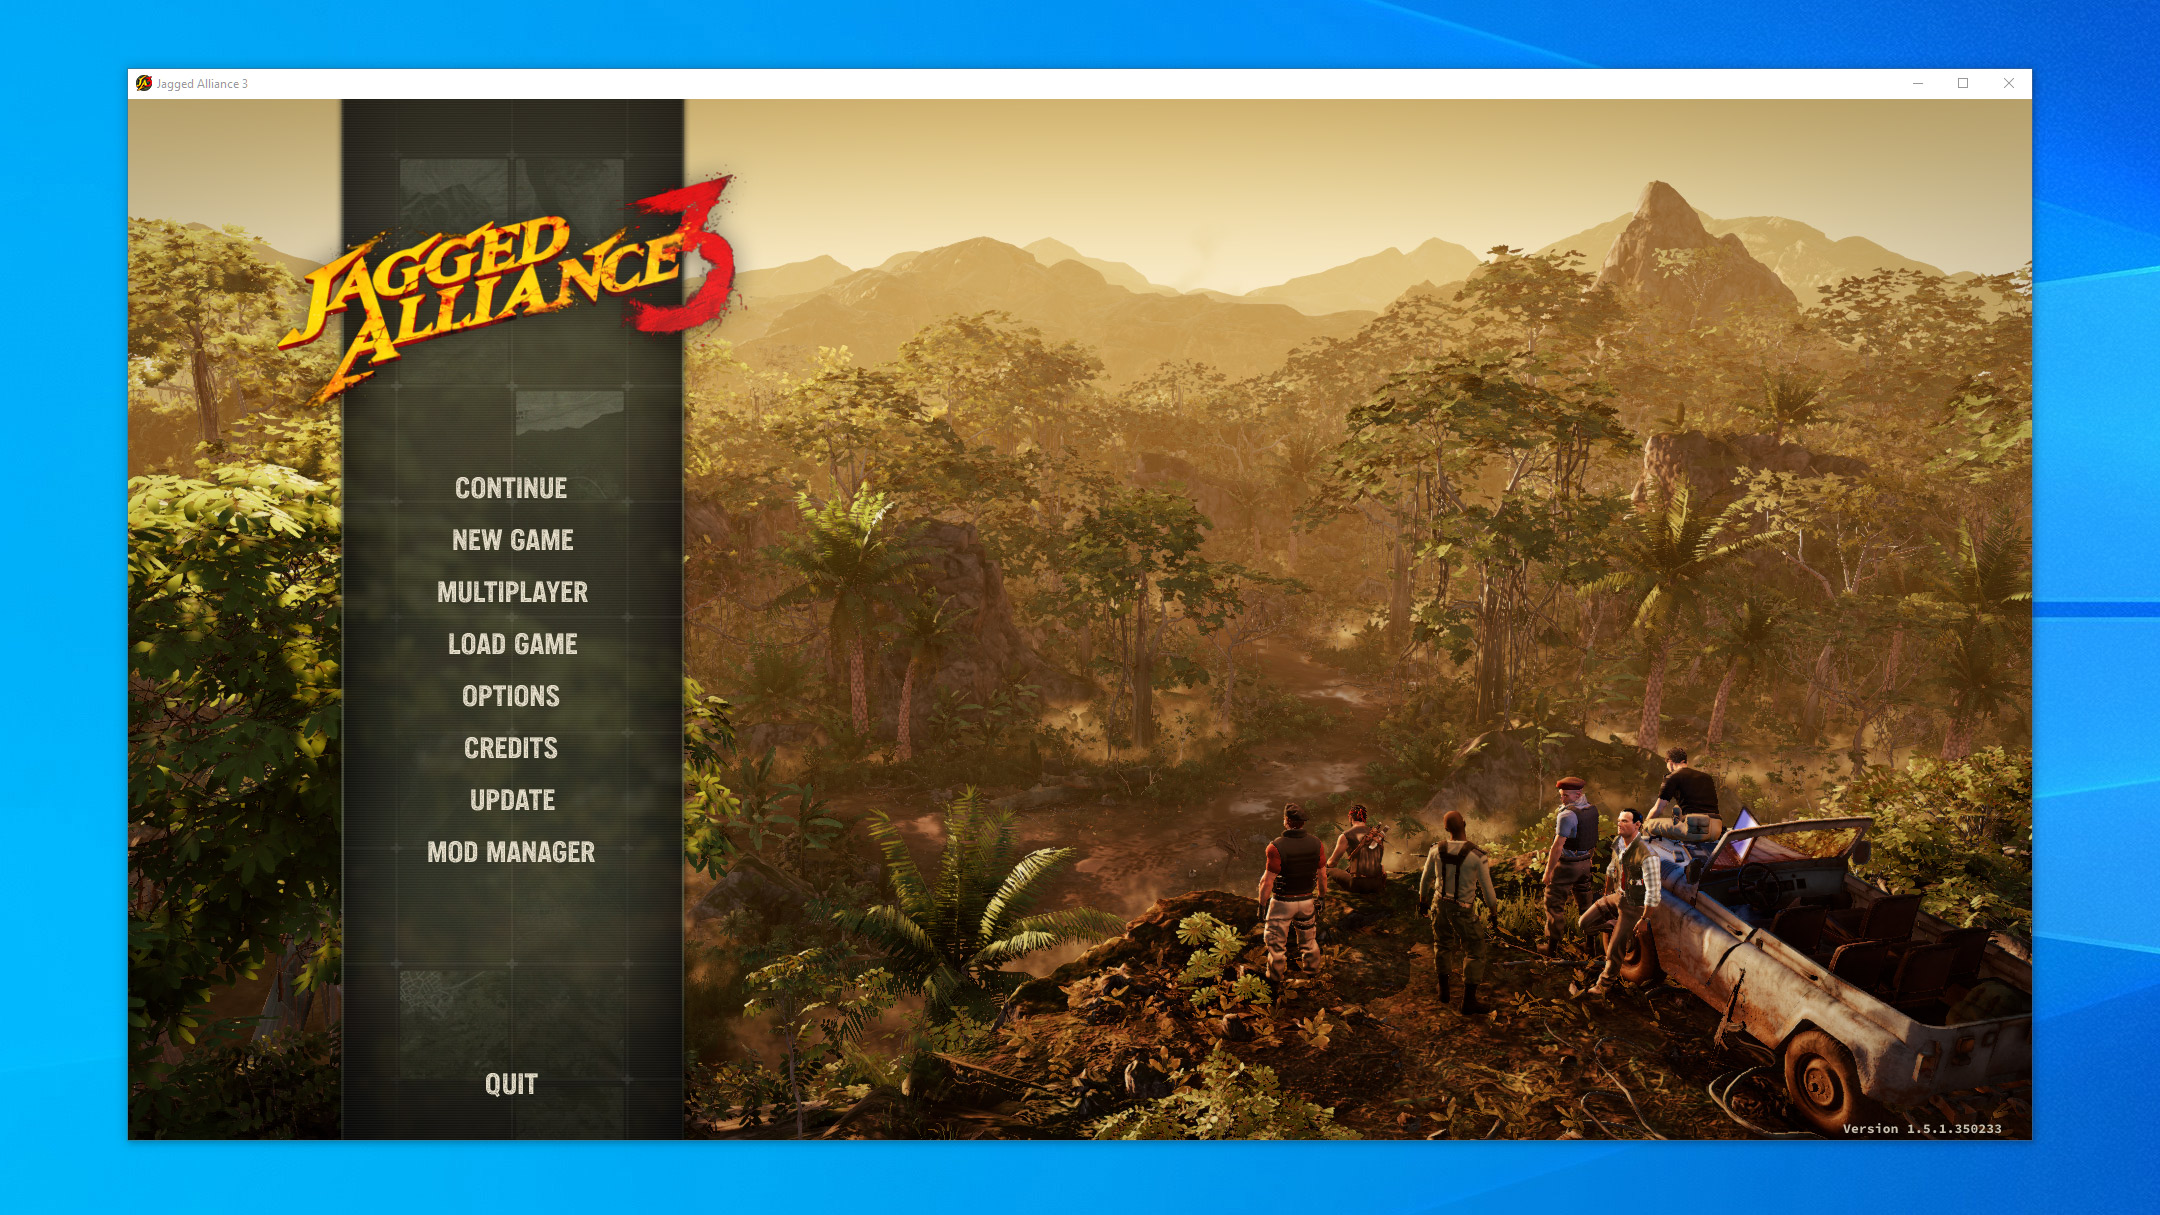 Jagged Alliance 3
JAGGED
ALLIANCE 3
CONTINUE
NEW GAME
MULTIPLAYER
LOAD GAME
OPTIONS
CREDITS
UPDATE
MOD MANAGER
QUIT
Version 1.5.1.350233